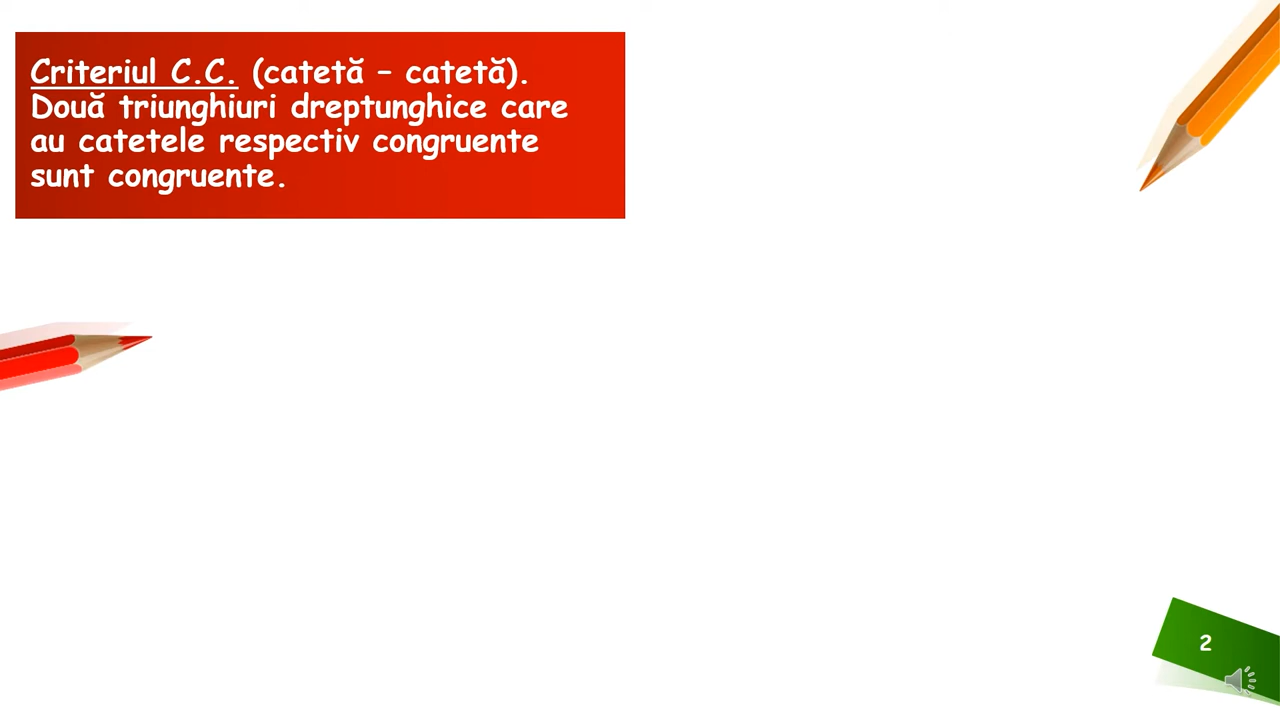 Criteriul C.C. (catetă – catetă).
Două triunghiuri dreptunghice care
au catetele respectiv congruente
sunt congruente.
2